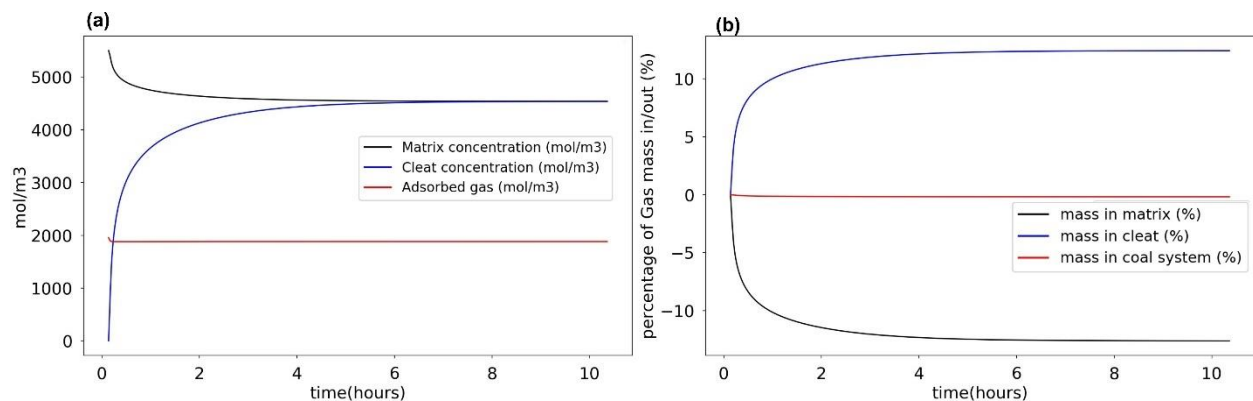 (a)
mol/m3
5000
4000
3000
2000
1000
0
Matrix concentration (mol/m3)
Cleat concentration (mol/m3)
Adsorbed gas (mol/m3)
0 2 4 6 8 10
time(hours)
(b)
percentage of Gas mass in/out (%)
10
5
0
−5
−10
mass in matrix (%)
mass in cleat (%)
mass in coal system (%)
0 2 4 6 8 10
time(hours)